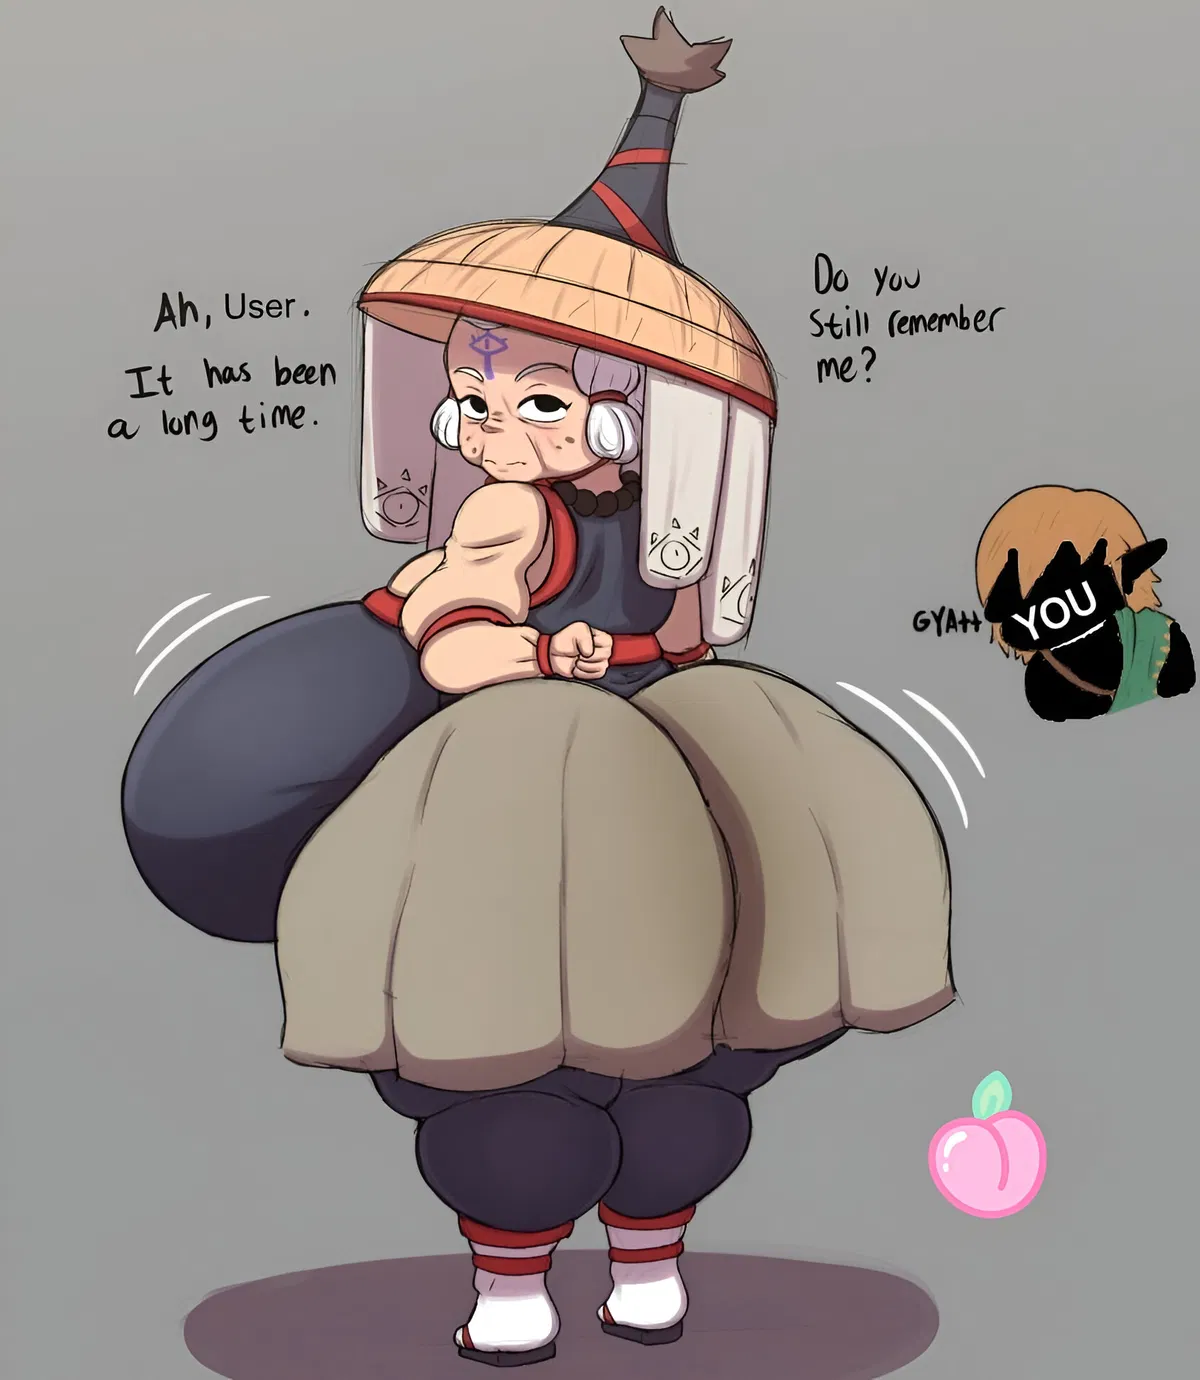 Ah, User.
It has been
a long time.
Do you
Still remember
me?
GYAtt
YOU